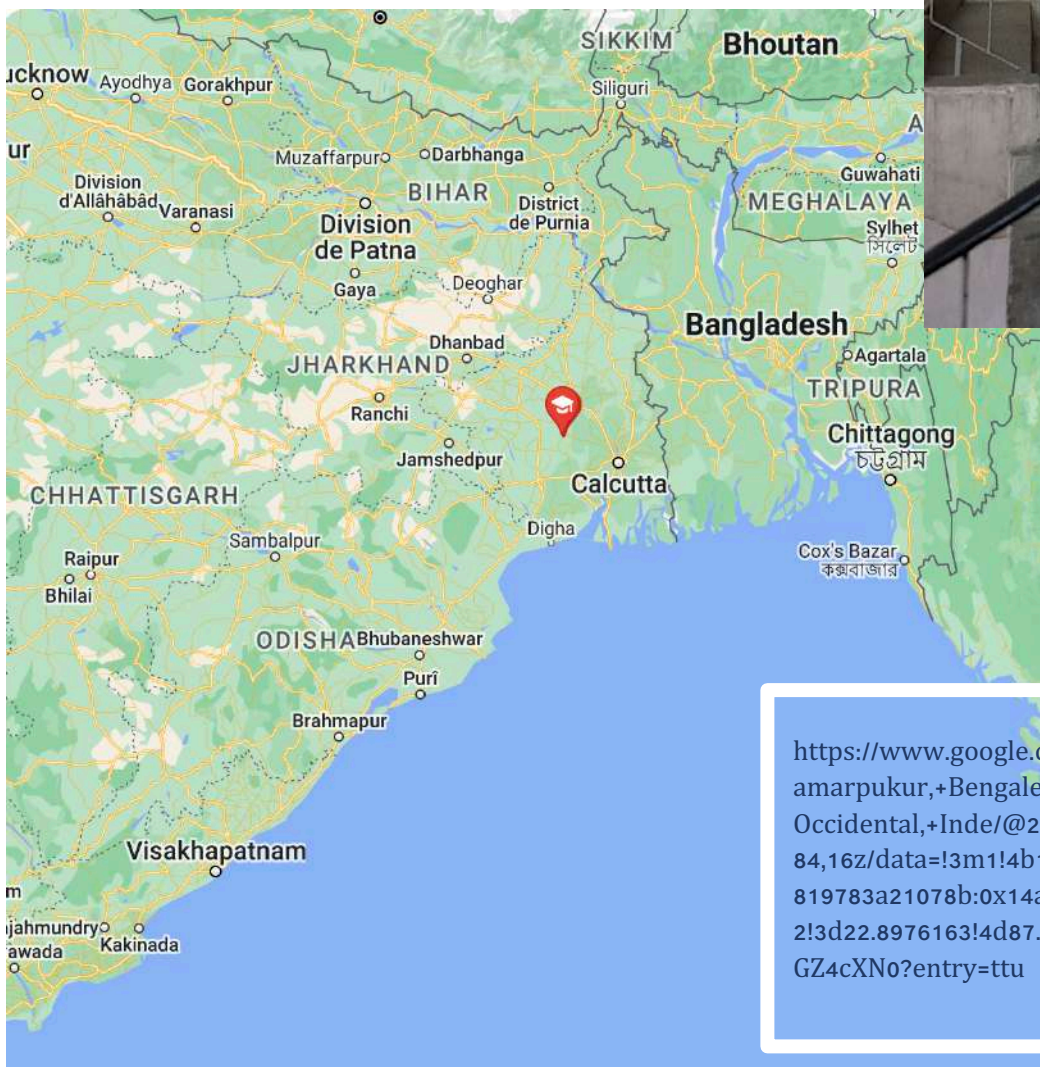 SIKKIM
Bhoutan
ucknow
Ayodhya
Gorakhpur
Siliguri
ur
Muzaffarpur
Darbhanga
A
Guwahati
Division
d'Allâhâbâd
Varanasi
BIHAR
District
de Purnia
MEGHALAYA
Sylhet
সিলেট
Division
de Patna
Gaya
Deoghar
Bangladesh
Dhanbad
JHARKHAND
Agartala
TRIPURA
Ranchi
Chittagong
চট্টগ্রাম
Jamshedpur
Calcutta
CHHATTISGARH
Digha
Sambalpur
Cox's Bazar
কক্সবাজার
Raipur
Bhilai
ODISHA
Bhubaneshwar
Purî
Brahmapur
Visakhapatnam
m
jahmundry
Kakinada
awada
https://www.google.c
amarpukur,+Bengale
Occidental,+Inde/@2
84,16z/data=!3m1!4b1
819783a21078b:0x14a
2!3d22.8976163!4d87.
GZ4cXN0?entry=ttu